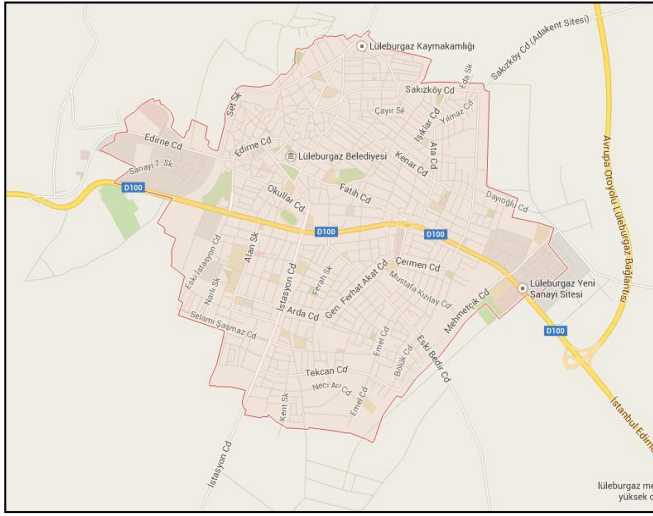 Lüleburgaz Kaymakamlığı
Sakızköy Cd (Adakent Sitesi)
Set Sk
Sakızköy Cd
Eda Sk
Çayır Sk
Yılmaz Cd
Işıklar Cd
Edirne Cd
Edirne Cd
Lüleburgaz Belediyesi
Kenar Cd
Ata Cd
Avrupa Otoyolu Lüleburgaz Bağlantısı
Sanayi 1. Sk
D100
Okullar Cd
Fatih Cd
Dayıoğlu Cd
D100
D100
Eski İstasyon Cd
Alan Sk
İstasyon Cd
Ferah Sk
Gen. Ferhat Akat Cd
Çermen Cd
Mustafa Kızılay Cd
Narlı Sk
Mehmetçik Cd
Lüleburgaz Yeni
Sanayi Sitesi
Selami Şaşmaz Cd
Arda Cd
D100
Emel Cd
Bölük Cd
Eski Bedir Cd
Tekcan Cd
Kent Sk
Emel Cd
İstanbul Edirne
İstasyon Cd
lüleburgaz me
yüksek o